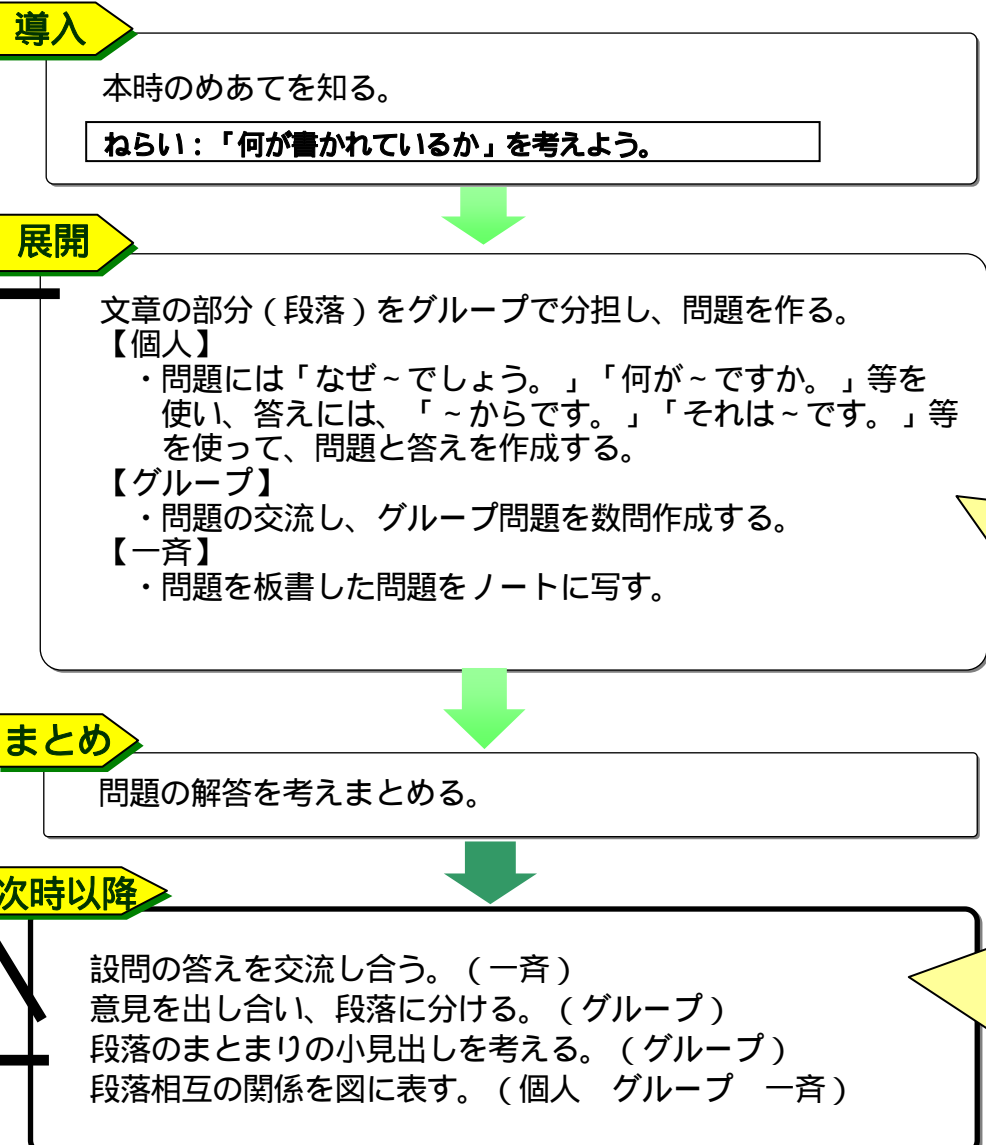 導入
本時のめあてを知る。
ねらい：「何が書かれているか」を考えよう。
展開
文章の部分（段落）をグループで分担し、問題を作る。
【個人】
・問題には「なぜ～でしょう。」「何が～ですか。」等を
使い、答えには、「～からです。」「それは～です。」等
を使って、問題と答えを作成する。
【グループ】
・問題の交流し、グループ問題を数問作成する。
【一斉】
・問題を板書した問題をノートに写す。
まとめ
問題の解答を考えまとめる。
次時以降
設問の答えを交流し合う。（一斉）
意見を出し合い、段落に分ける。（グループ）
段落のまとまりの小見出しを考える。（グループ）
段落相互の関係を図に表す。（個人　グループ　一斉）